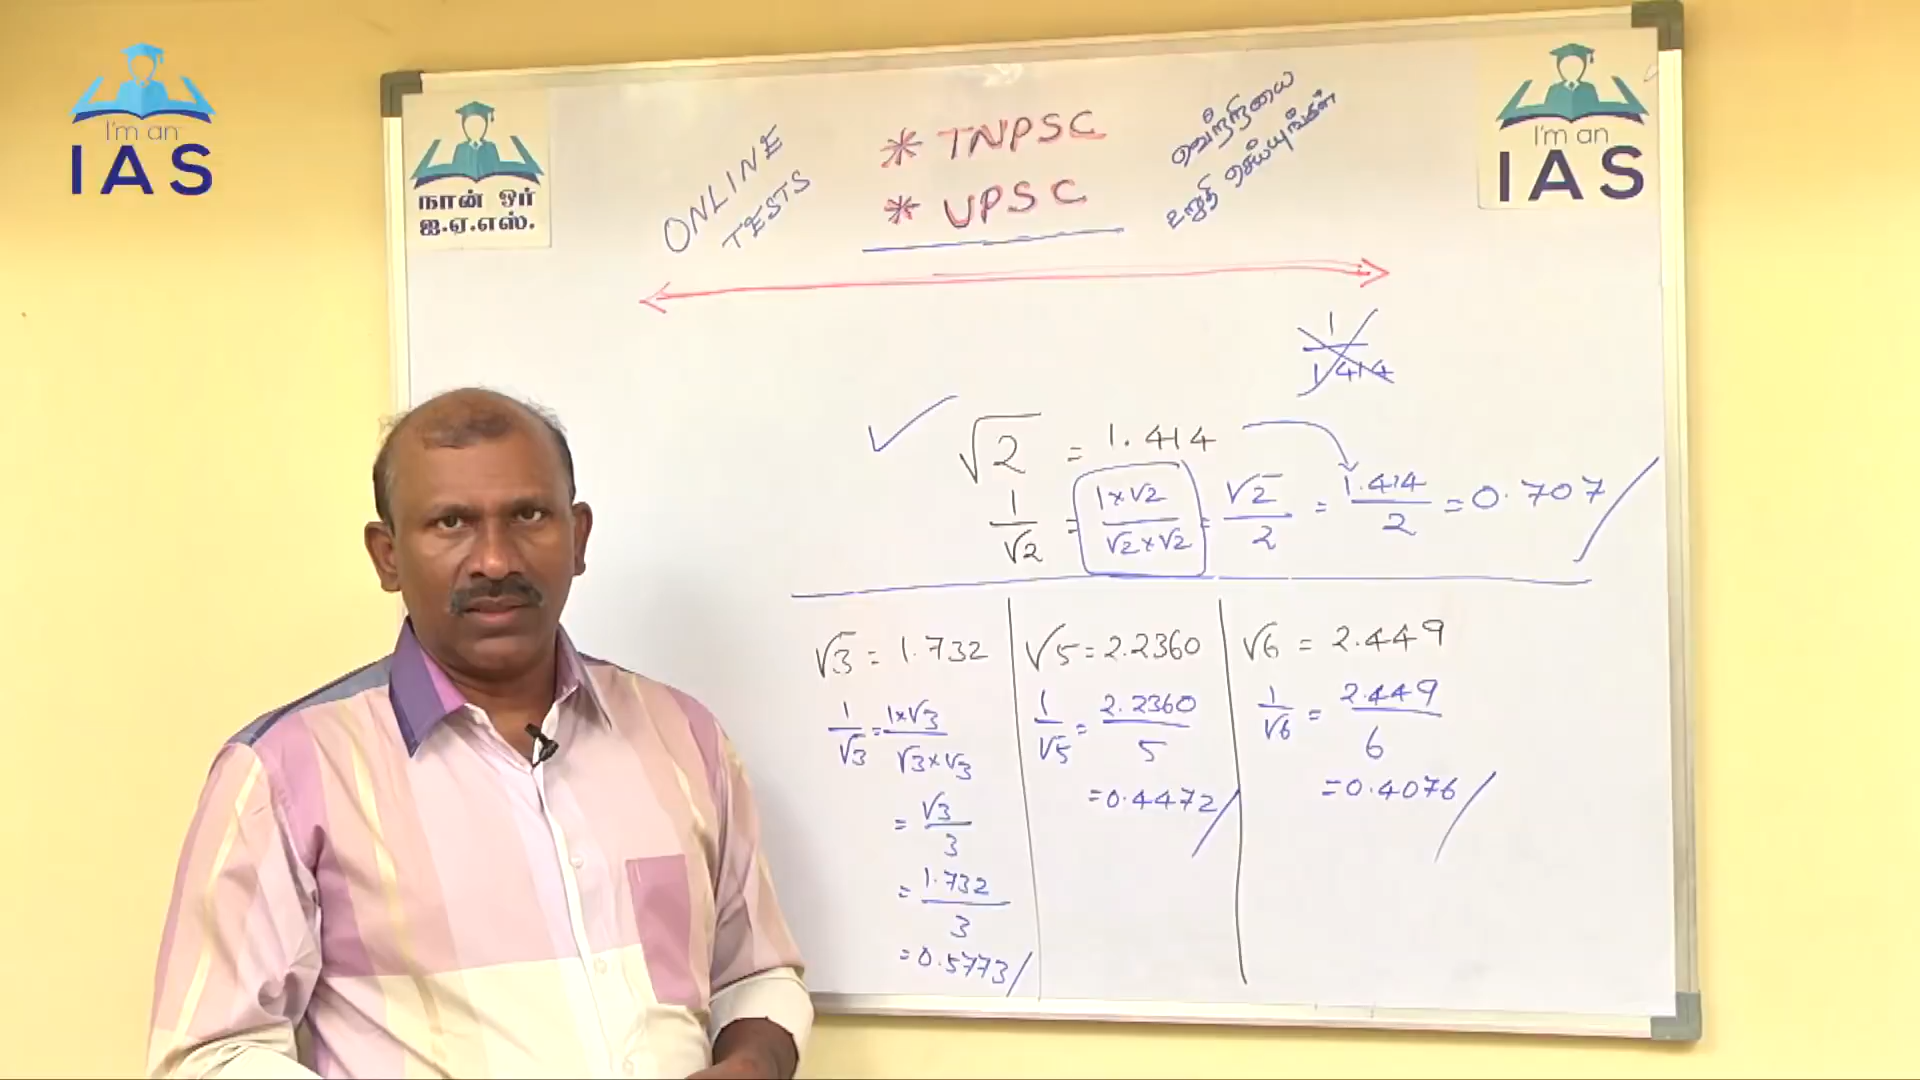 I'm an
IAS
நான் ஓர்
ஐ.ஏ.எஸ்.
ONLINE
TESTS
* TNPSC
* UPSC
வெற்றியை
உறுதி செய்யுங்கள்
I'm an
IAS
1
1.414
√2 = 1.414
1/√2 = 1×√2/√2×√2 = √2/2 = 1.414/2 = 0.707
√3 = 1.732
1/√3 = 1×√3/√3×√3
= √3/3
= 1.732/3
= 0.5773
√5 = 2.2360
1/√5 = 2.2360/5
= 0.4472
√6 = 2.449
1/√6 = 2.449/6
= 0.4076